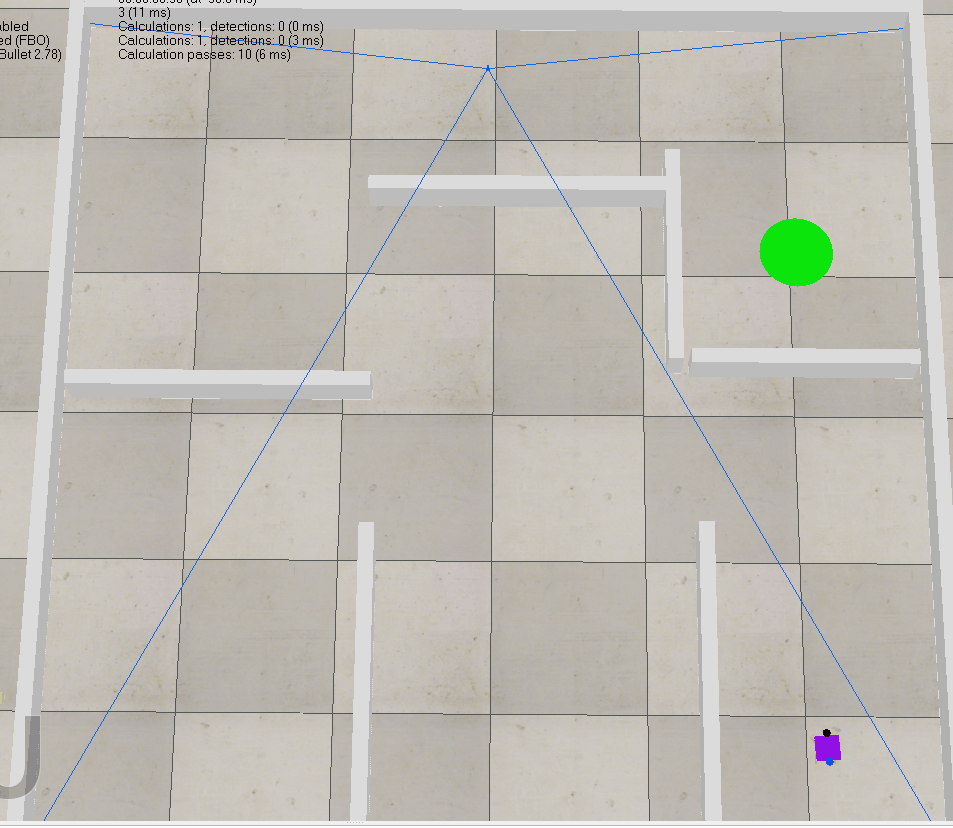 3 (11 ms)
abled
Calculations: 1, detections: 0 (0 ms)
ed (FBO)
Calculations: 1, detections: 0 (3 ms)
Bullet 2.78)
Calculation passes: 10 (6 ms)